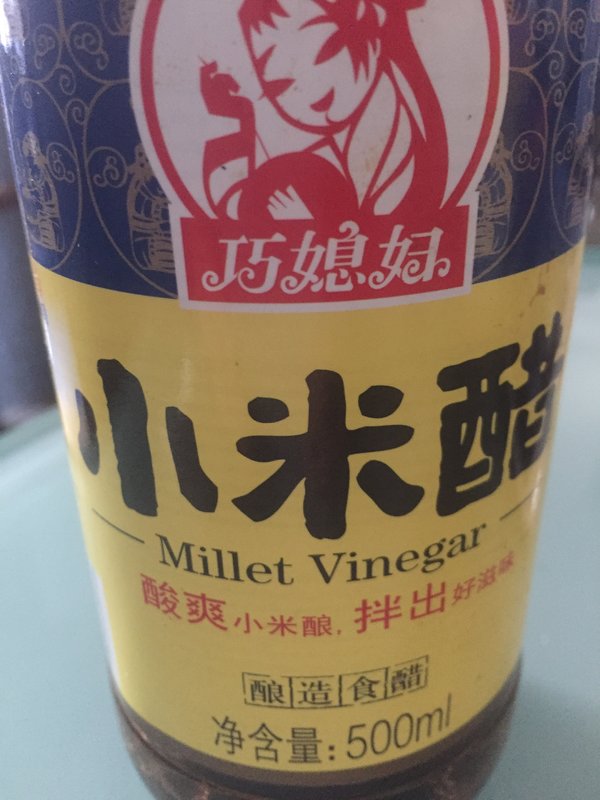 巧媳妇
小米醋
Millet Vinegar
酸爽小米酿,拌出好滋味
酿造食醋
净含量:500ml